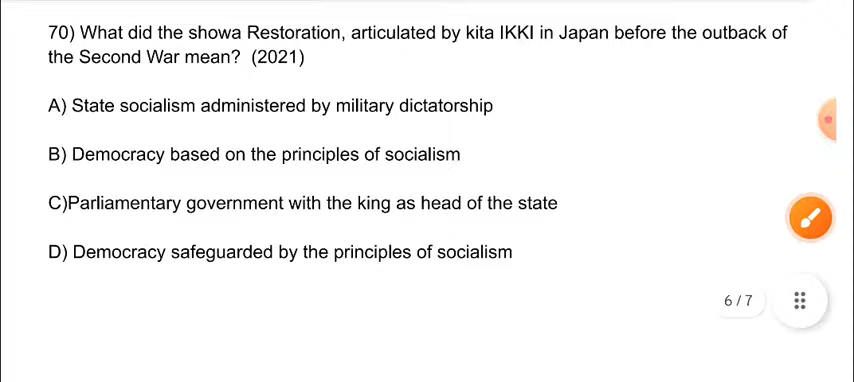 70) What did the showa Restoration, articulated by kita IKKI in Japan before the outback of
the Second War mean? (2021)
A) State socialism administered by military dictatorship
B) Democracy based on the principles of socialism
C)Parliamentary government with the king as head of the state
D) Democracy safeguarded by the principles of socialism
6 / 7